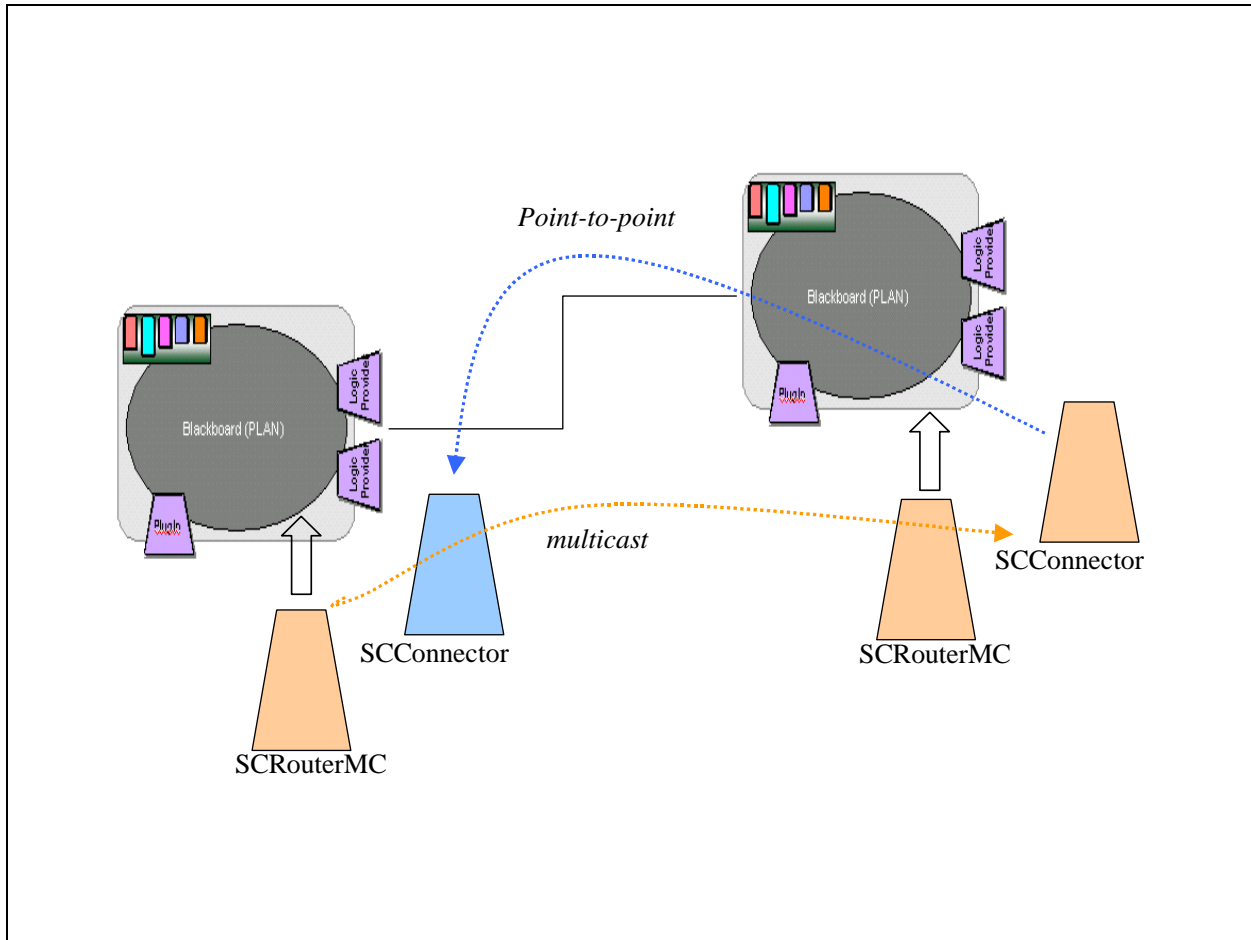 Point-to-point
Blackboard (PLAN)
Logic
Provider
Logic
Provider
PlugIn
Blackboard (PLAN)
Logic
Provider
Logic
Provider
PlugIn
multicast
SCConnector
SCConnector
SCRouterMC
SCRouterMC